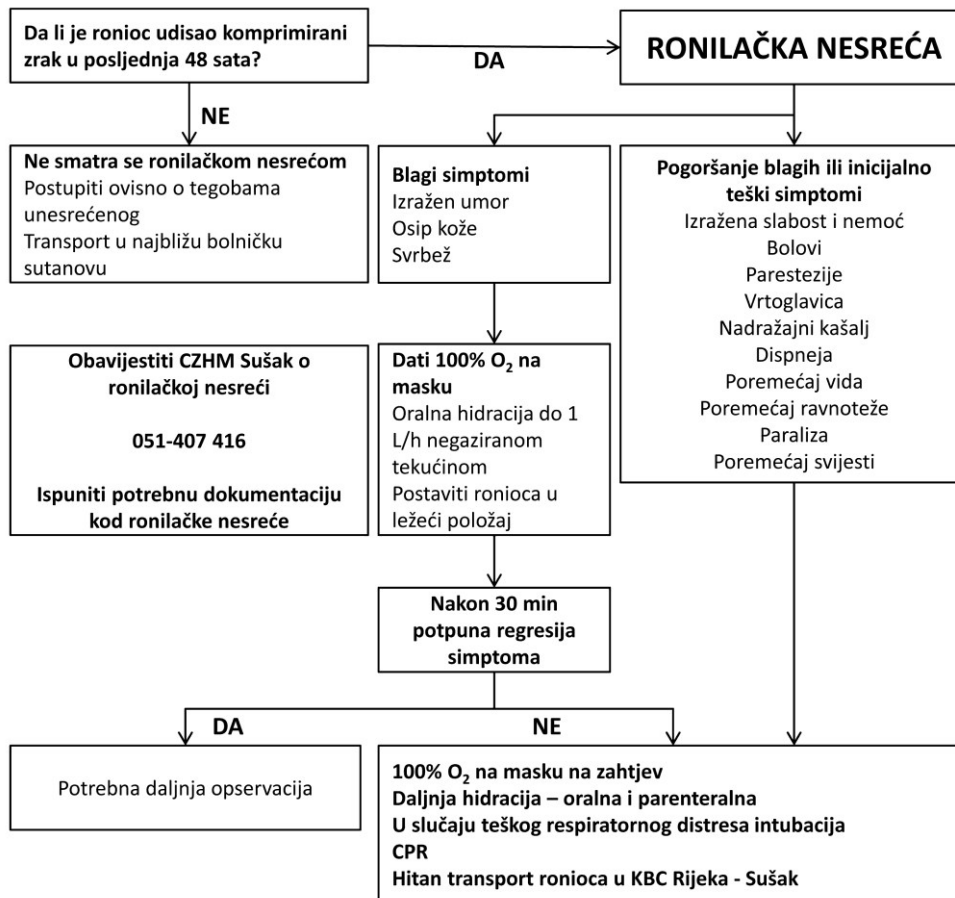 Da li je ronioc udisao komprimirani
zrak u posljednja 48 sata?
DA
RONILAČKA NESREĆA
NE
Ne smatra se ronilačkom nesrećom
Postupiti ovisno o tegobama
unesrećenog
Transport u najbližu bolničku
sutanovu
Blagi simptomi
Izražen umor
Osip kože
Svrbež
Pogoršanje blagih ili inicijalno
teški simptomi
Izražena slabost i nemoć
Bolovi
Parestezije
Vrtoglavica
Nadražajni kašalj
Dispneja
Poremećaj vida
Poremećaj ravnoteže
Paraliza
Poremećaj svijesti
Obavijestiti CZHM Sušak o
ronilačkoj nesreći
051-407 416
Ispuniti potrebnu dokumentaciju
kod ronilačke nesreće
Dati 100% O₂ na
masku
Oralna hidracija do 1
L/h negaziranom
tekućinom
Postaviti ronioca u
ležeći položaj
Nakon 30 min
potpuna regresija
simptoma
DA
NE
Potrebna daljnja opservacija
100% O₂ na masku na zahtjev
Daljnja hidracija – oralna i parenteralna
U slučaju teškog respiratornog distresa intubacija
CPR
Hitan transport ronioca u KBC Rijeka - Sušak